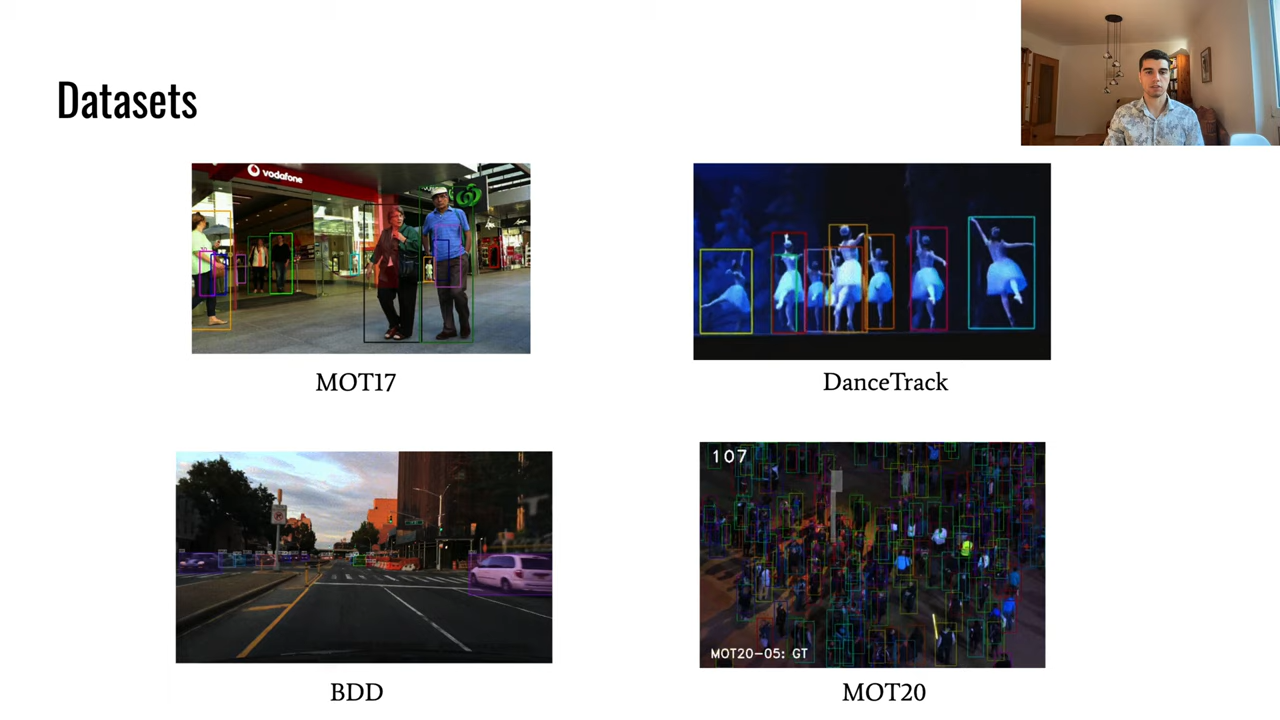 Datasets
vodafone
MOT17
DanceTrack
107
MOT20-05: GT
BDD
MOT20